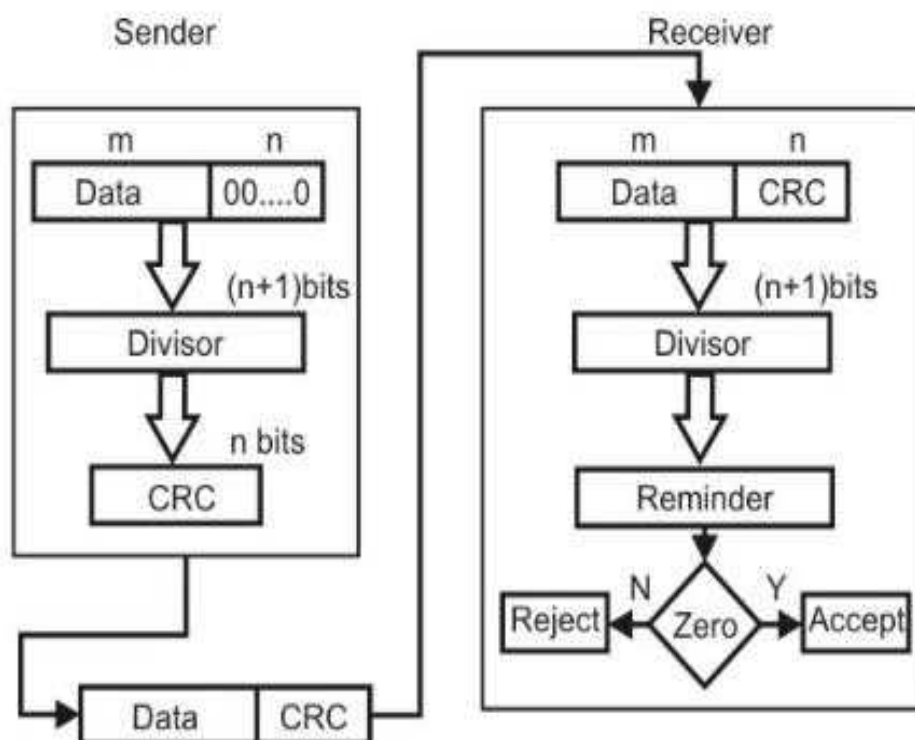 Sender
m n
Data 00....0
(n+1)bits
Divisor
n bits
CRC
Data CRC
Receiver
m n
Data CRC
(n+1)bits
Divisor
Reminder
N Y
Reject Zero Accept